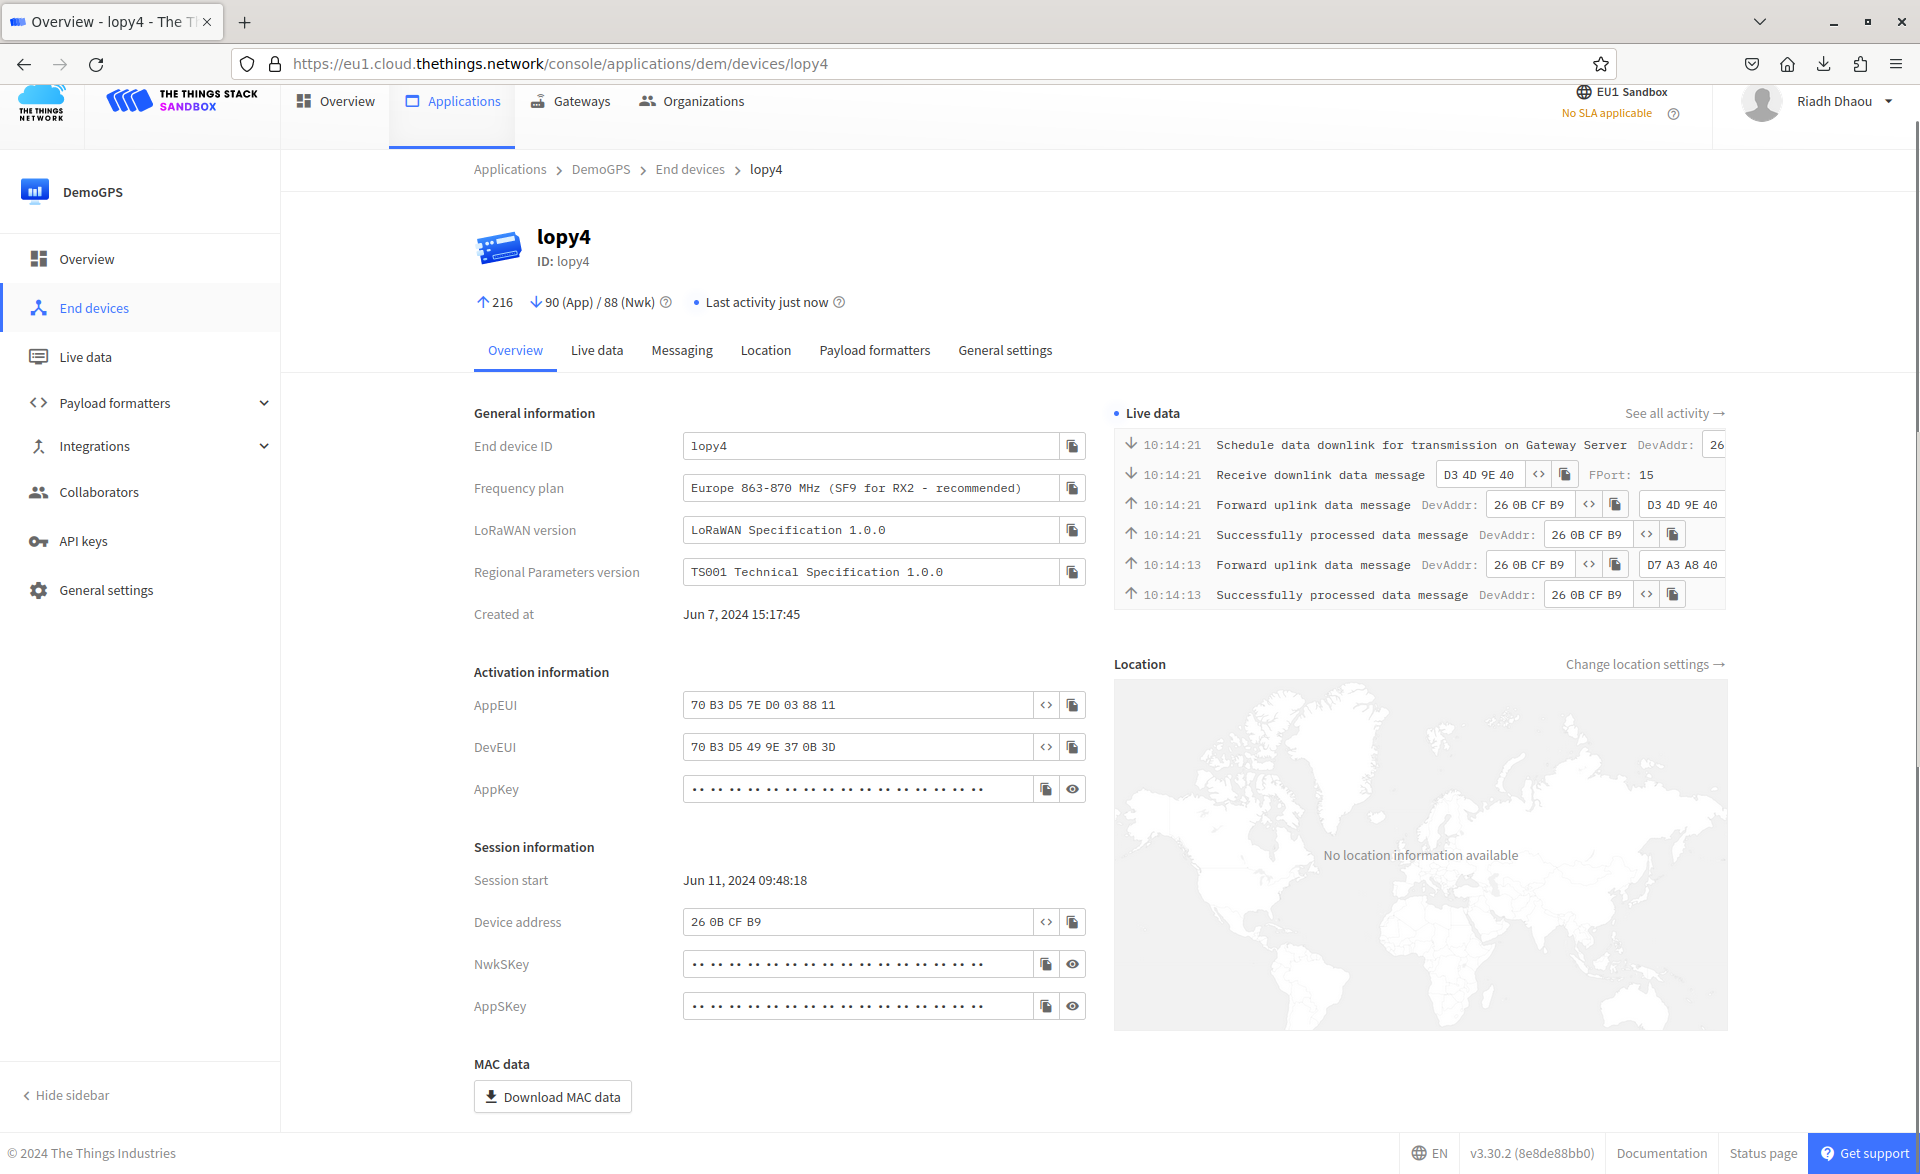 Overview - lopy4 - The T
https://eu1.cloud.thethings.network/console/applications/dem/devices/lopy4
THE THINGS NETWORK
THE THINGS STACK
SANDBOX
Overview
Applications
Gateways
Organizations
EU1 Sandbox
No SLA applicable
Riadh Dhaou
DemoGPS
Overview
End devices
Live data
Payload formatters
Integrations
Collaborators
API keys
General settings
Hide sidebar
Applications > DemoGPS > End devices > lopy4
lopy4
ID: lopy4
216 90 (App) / 88 (Nwk) Last activity just now
Overview Live data Messaging Location Payload formatters General settings
General information
End device ID lopy4
Frequency plan Europe 863-870 MHz (SF9 for RX2 - recommended)
LoRaWAN version LoRaWAN Specification 1.0.0
Regional Parameters version TS001 Technical Specification 1.0.0
Created at Jun 7, 2024 15:17:45
Activation information
AppEUI 70 B3 D5 7E D0 03 88 11
DevEUI 70 B3 D5 49 9E 37 0B 3D
AppKey
Session information
Session start Jun 11, 2024 09:48:18
Device address 26 0B CF B9
NwkSKey
AppSKey
MAC data
Download MAC data
Live data See all activity →
10:14:21 Schedule data downlink for transmission on Gateway Server DevAddr: 26
10:14:21 Receive downlink data message D3 4D 9E 40 <> FPort: 15
10:14:21 Forward uplink data message DevAddr: 26 0B CF B9 <> D3 4D 9E 40
10:14:21 Successfully processed data message DevAddr: 26 0B CF B9 <>
10:14:13 Forward uplink data message DevAddr: 26 0B CF B9 <> D7 A3 A8 40
10:14:13 Successfully processed data message DevAddr: 26 0B CF B9 <>
Location Change location settings →
No location information available
© 2024 The Things Industries
EN
v3.30.2 (8e8de88bb0)
Documentation
Status page
Get support